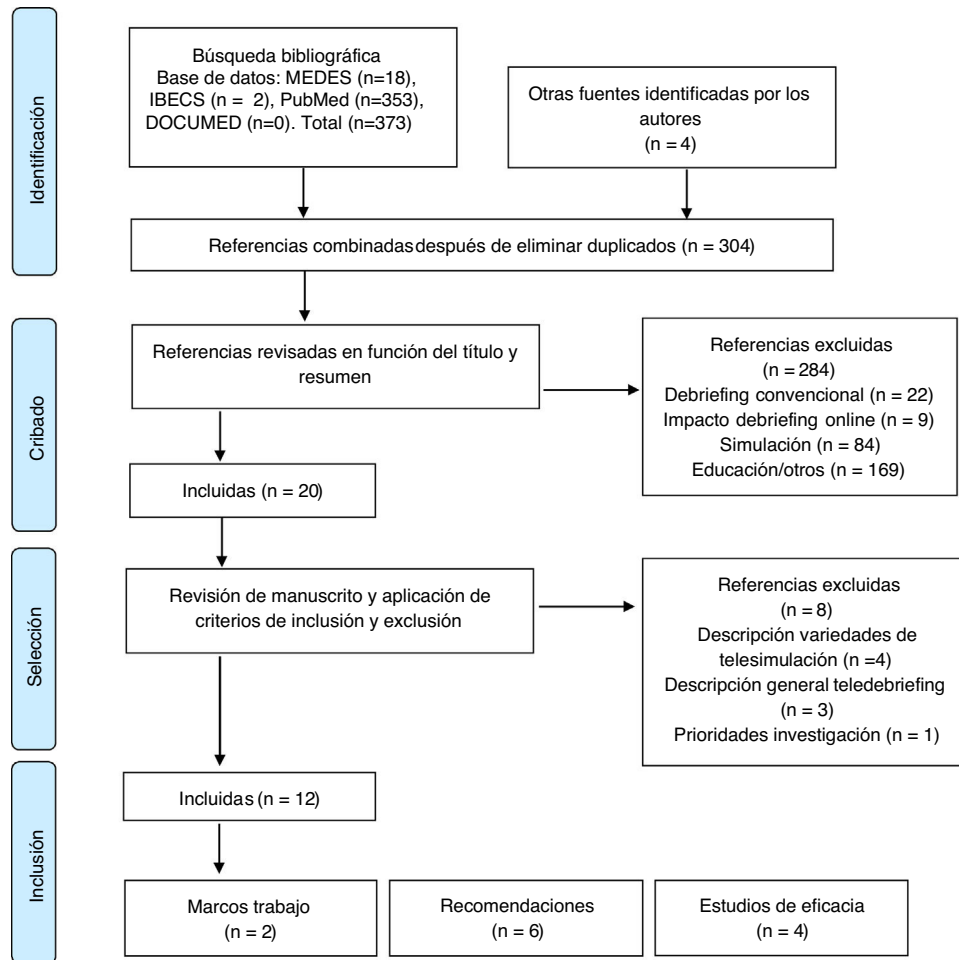 Identificación
Búsqueda bibliográfica
Base de datos: MEDES (n=18),
IBECS (n = 2), PubMed (n=353),
DOCUMED (n=0). Total (n=373)
Otras fuentes identificadas por los
autores
(n = 4)
Referencias combinadas después de eliminar duplicados (n = 304)
Cribado
Referencias revisadas en función del título y
resumen
Referencias excluidas
(n = 284)
Debriefing convencional (n = 22)
Impacto debriefing online (n = 9)
Simulación (n = 84)
Educación/otros (n = 169)
Incluidas (n = 20)
Selección
Revisión de manuscrito y aplicación de
criterios de inclusión y exclusión
Referencias excluidas
(n = 8)
Descripción variedades de
telesimulación (n =4)
Descripción general teledebriefing
(n = 3)
Prioridades investigación (n = 1)
Inclusión
Incluidas (n = 12)
Marcos trabajo
(n = 2)
Recomendaciones
(n = 6)
Estudios de eficacia
(n = 4)